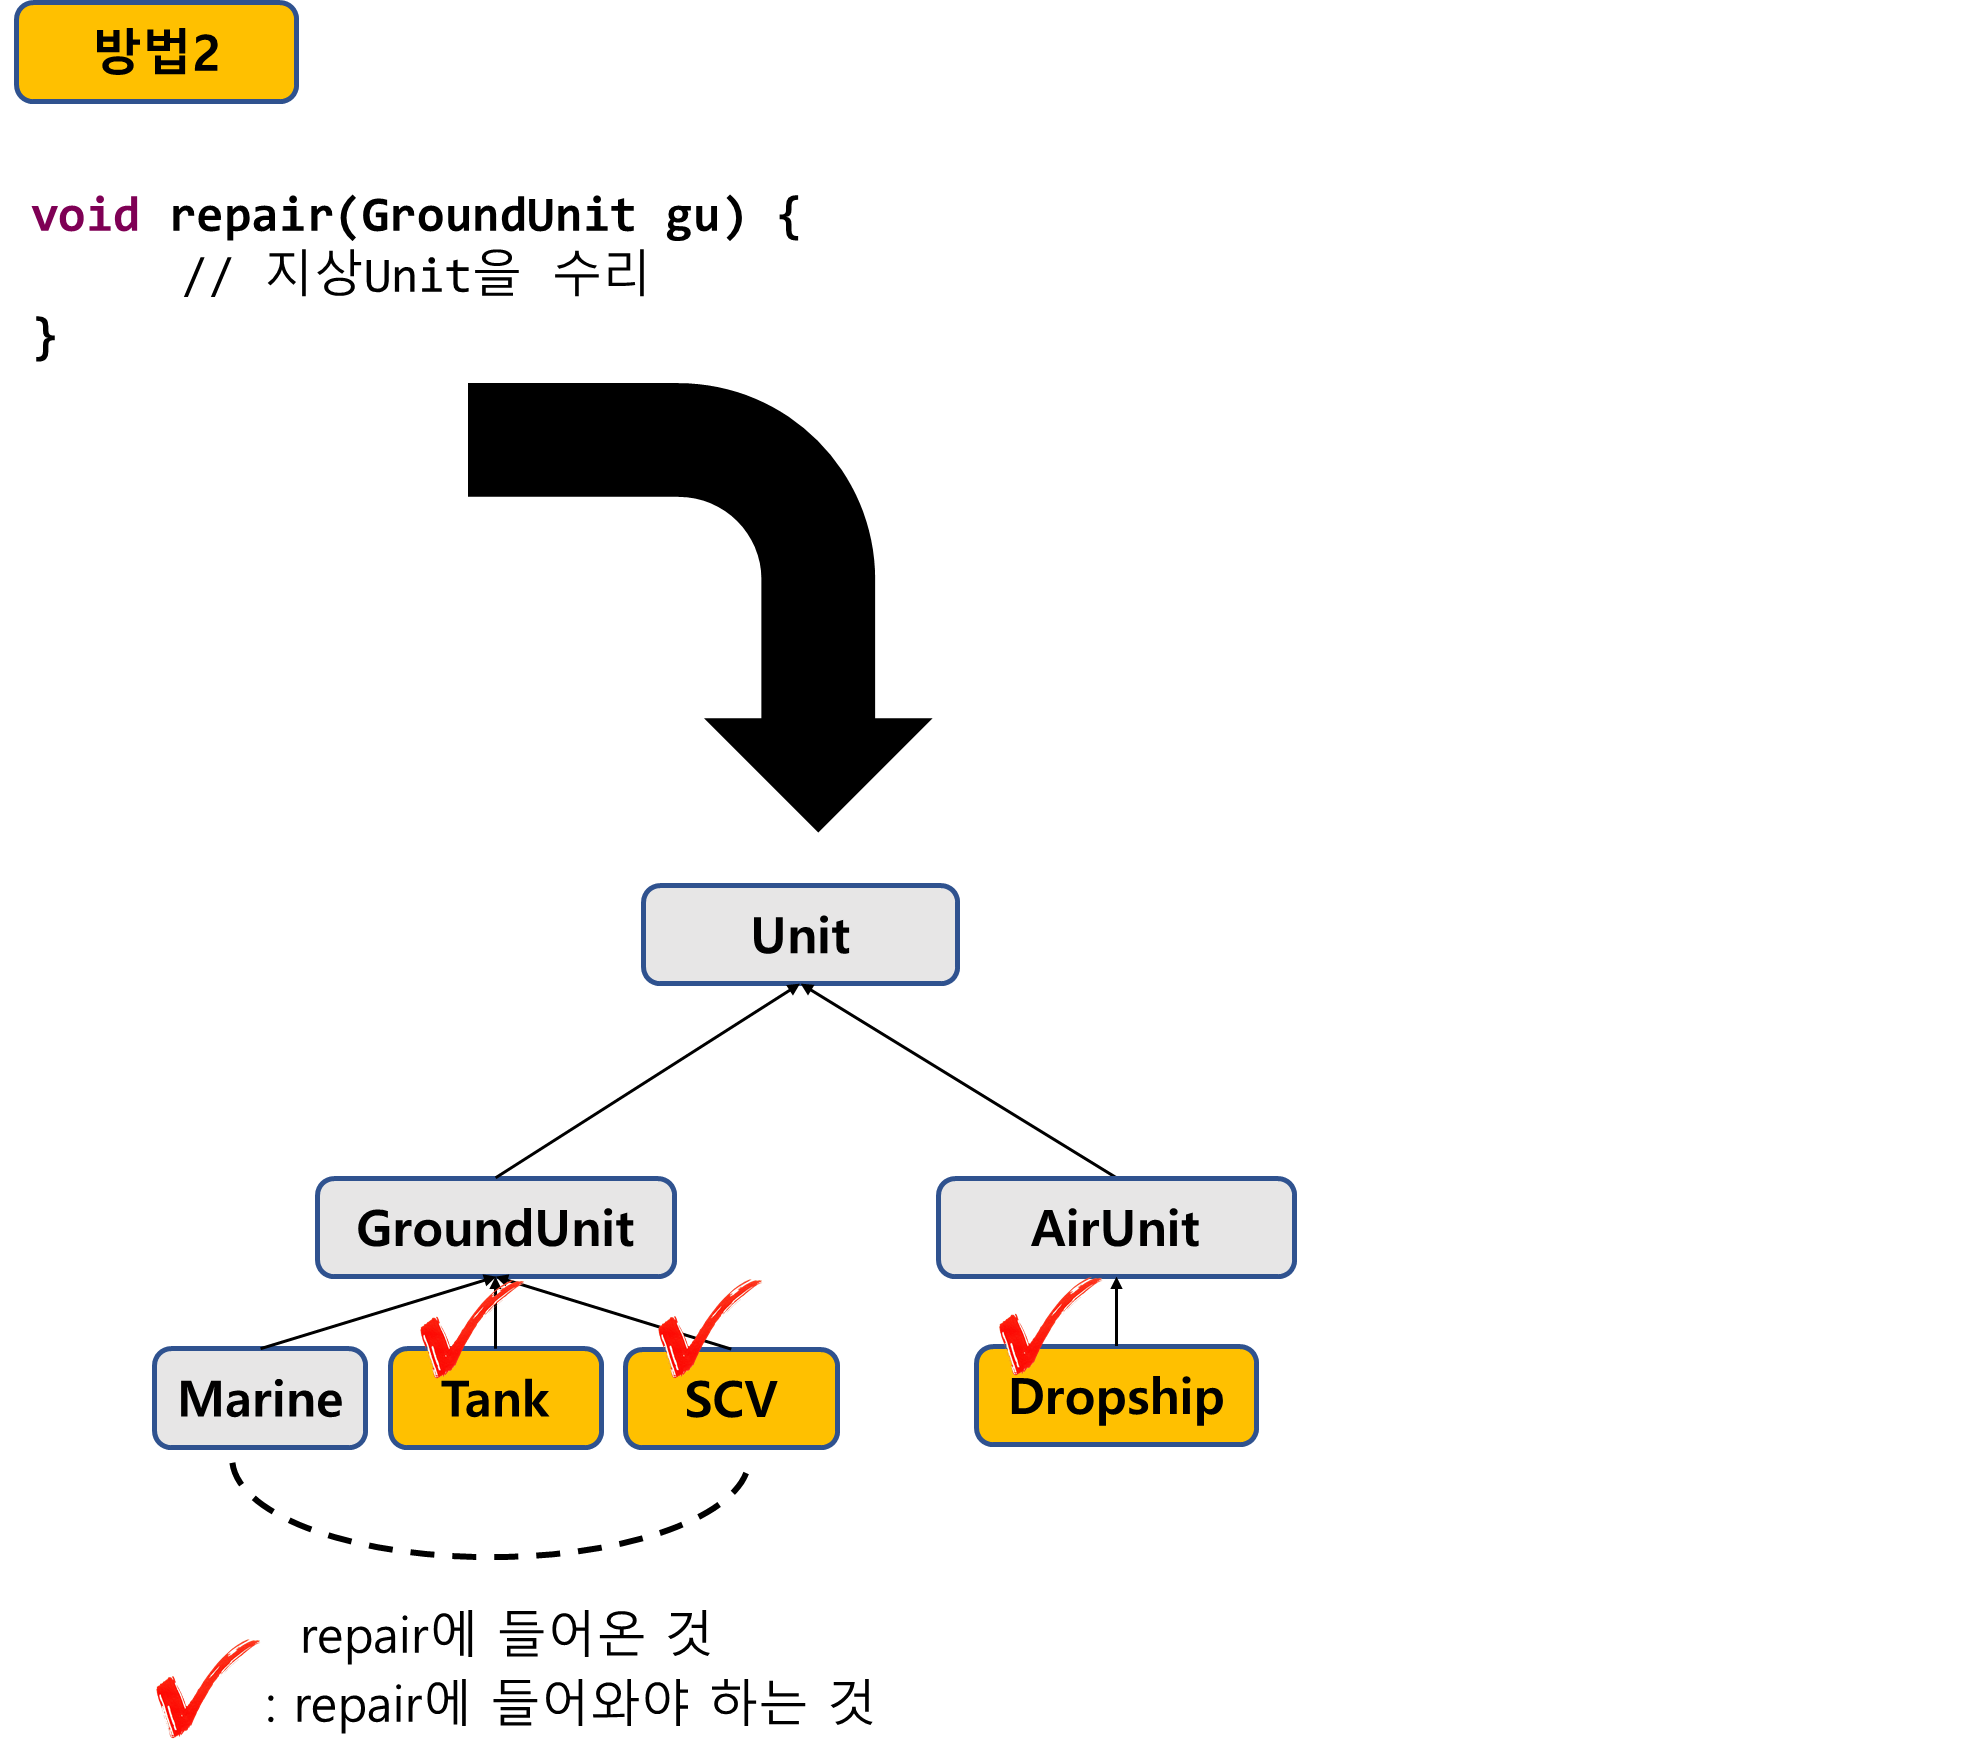 방법2
void repair(GroundUnit gu) {
// 지상Unit을 수리
}
Unit
GroundUnit
AirUnit
Marine
Tank
SCV
Dropship
repair에 들어온 것
: repair에 들어와야 하는 것